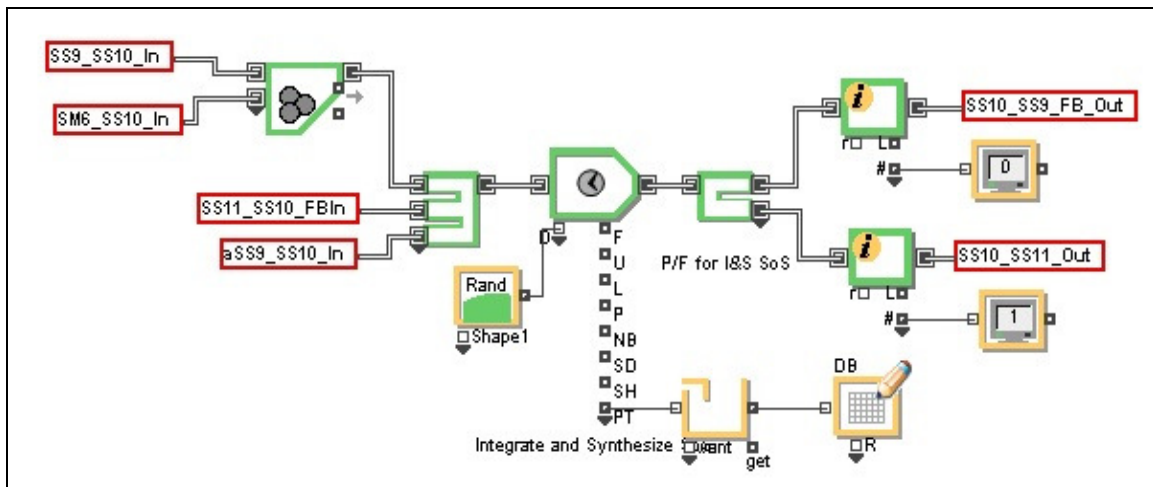 SS9_SS10_In
SM6_SS10_In
SS11_SS10_FBIn
aSS9_SS10_In
Rand
Shape1
D
F
U
L
P
NB
SD
SH
PT
Integrate and Synthesize
get
P/F for I&S SoS
i
SS10_SS9_FB_Out
r
L
#
0
i
SS10_SS11_Out
r
L
#
1
DB
R